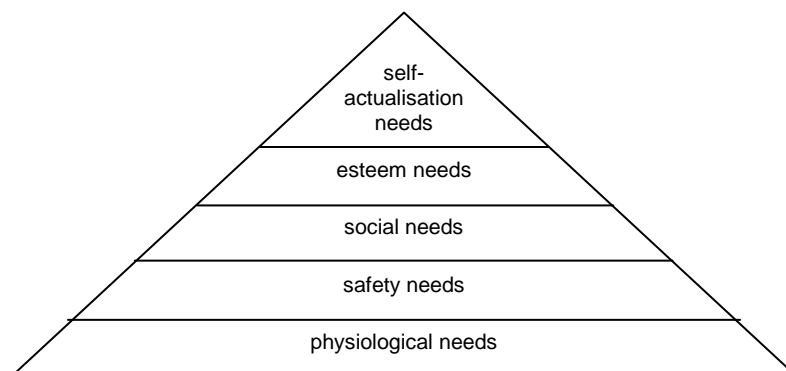 self-
actualisation
needs
esteem needs
social needs
safety needs
physiological needs